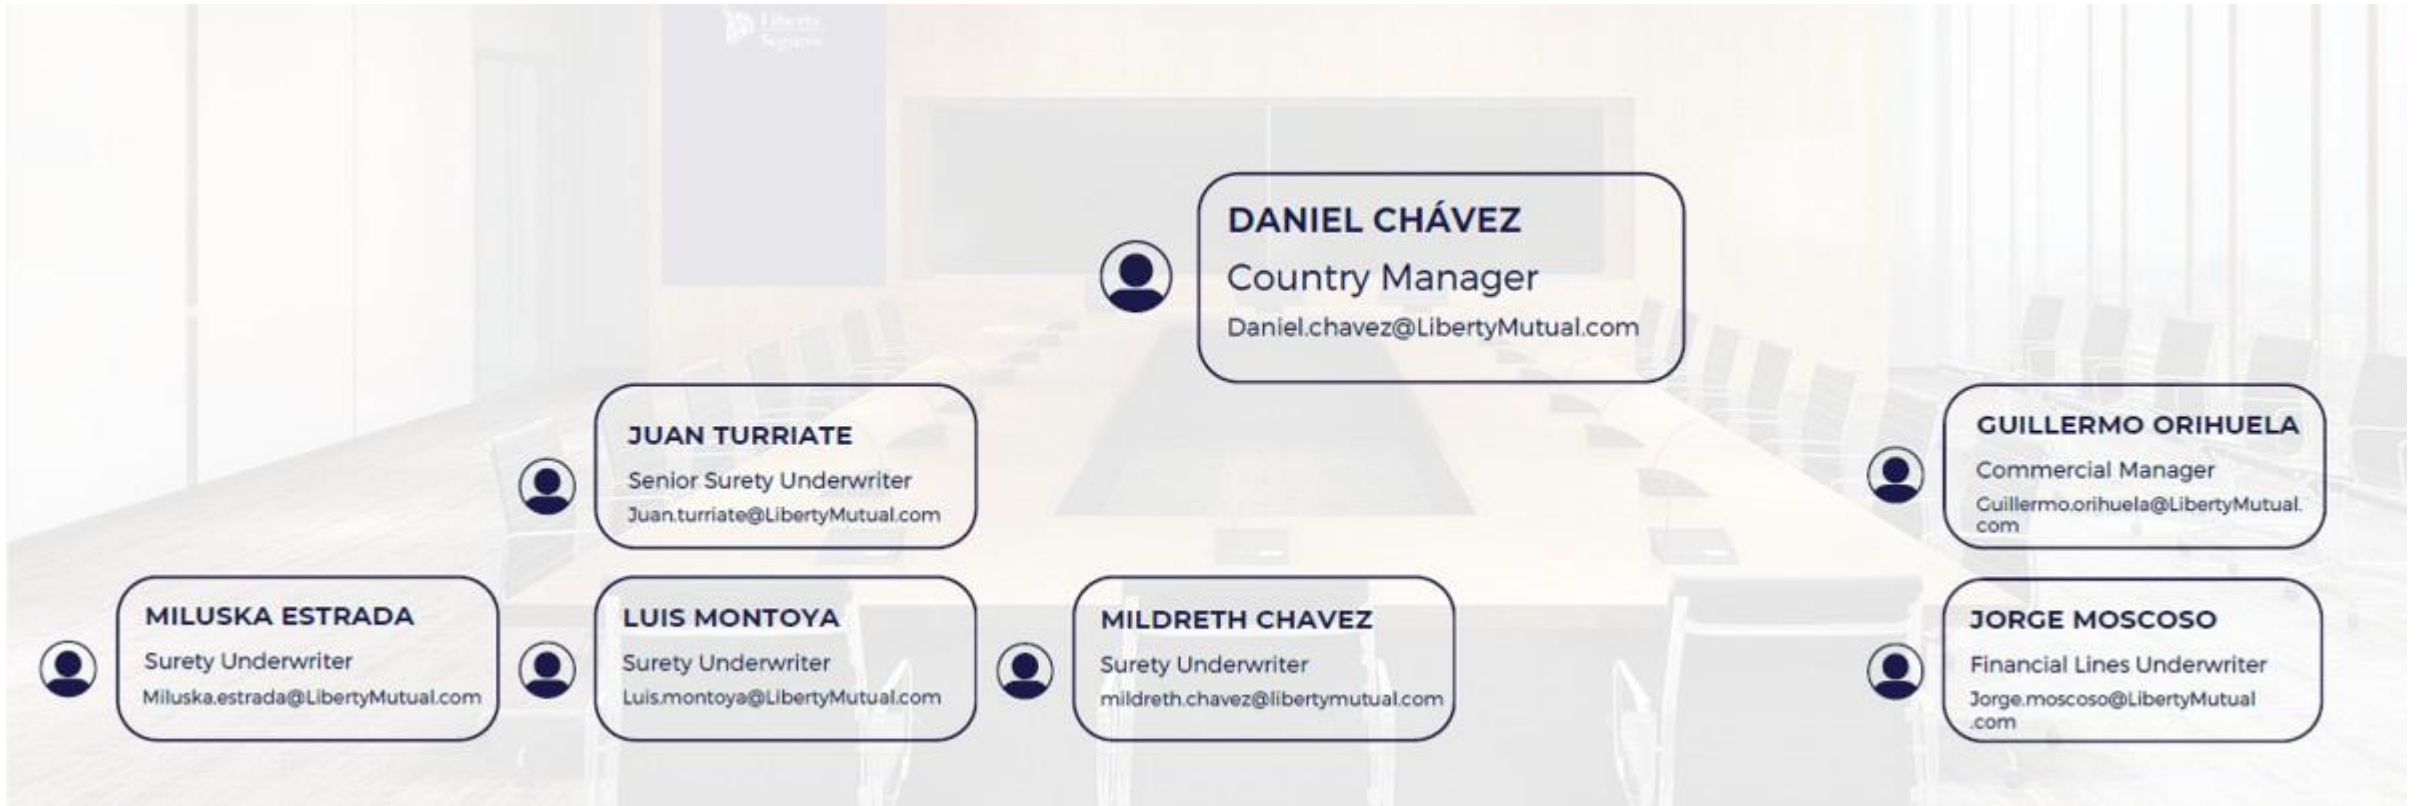 Liberty
Seguros
DANIEL CHÁVEZ
Country Manager
Daniel.chavez@LibertyMutual.com
JUAN TURRIATE
Senior Surety Underwriter
Juan.turriate@LibertyMutual.com
GUILLERMO ORIHUELA
Commercial Manager
Guillermo.orihuela@LibertyMutual.
com
MILUSKA ESTRADA
Surety Underwriter
Miluska.estrada@LibertyMutual.com
LUIS MONTOYA
Surety Underwriter
Luis.montoya@LibertyMutual.com
MILDRETH CHAVEZ
Surety Underwriter
mildreth.chavez@libertymutual.com
JORGE MOSCOSO
Financial Lines Underwriter
Jorge.moscoso@LibertyMutual
.com